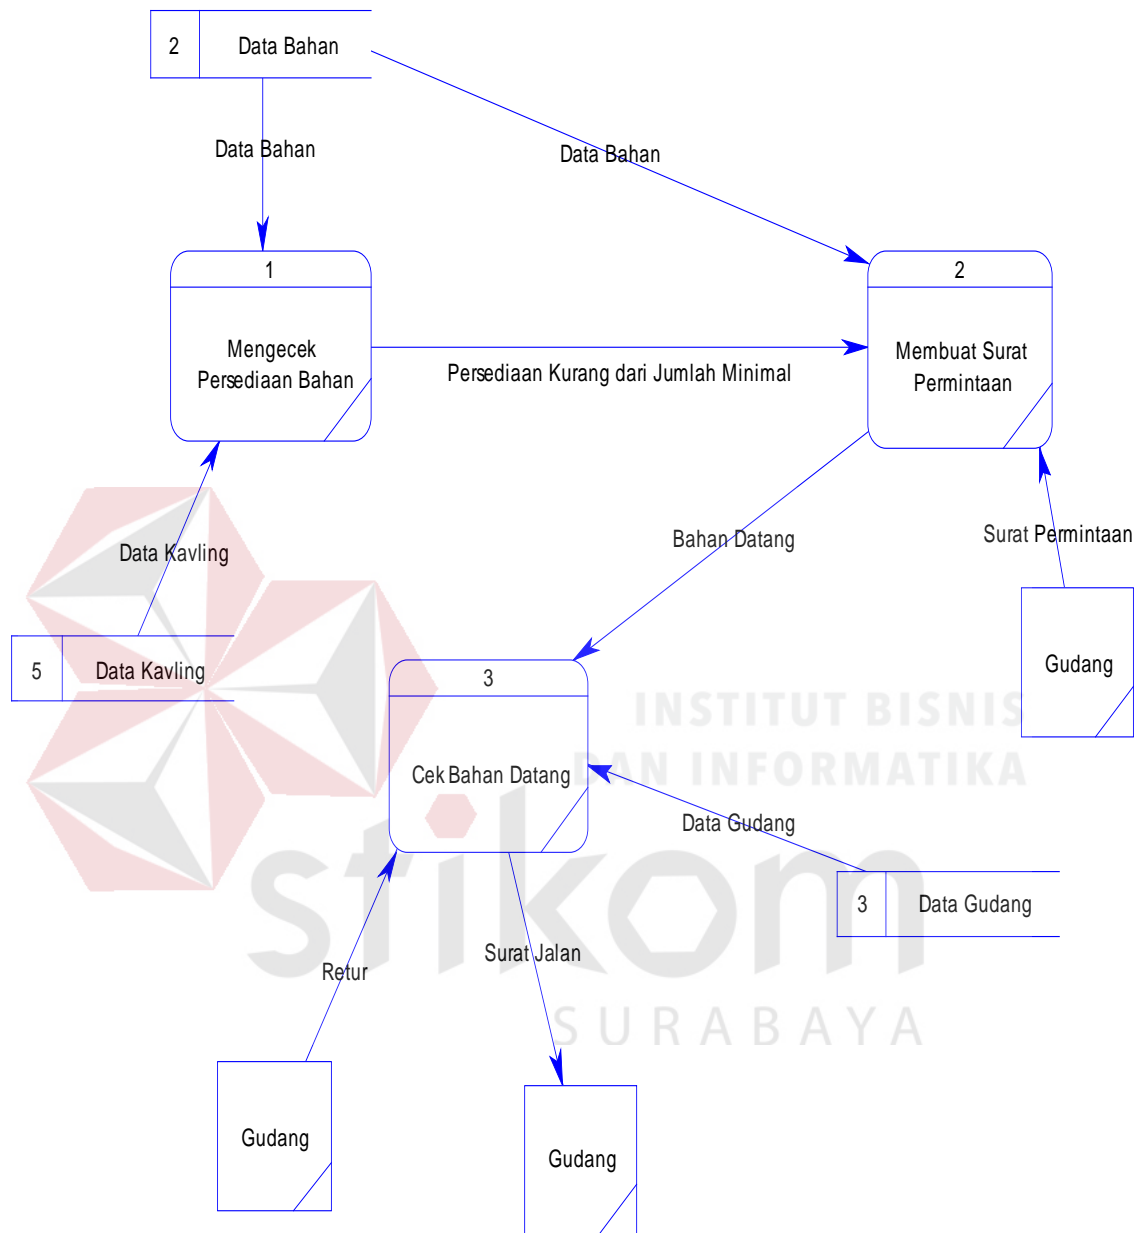 2 Data Bahan
Data Bahan
Data Bahan
1
2
Mengecek
Persediaan Bahan
Membuat Surat
Permintaan
Persediaan Kurang dari Jumlah Minimal
Data Kavling
Bahan Datang
Surat Permintaan
5 Data Kavling
3
Gudang
INSTITUT BISNIS
DAN INFORMATIKA
Cek Bahan Datang
Data Gudang
stikom
3 Data Gudang
Retur
Surat Jalan
SURABAYA
Gudang
Gudang